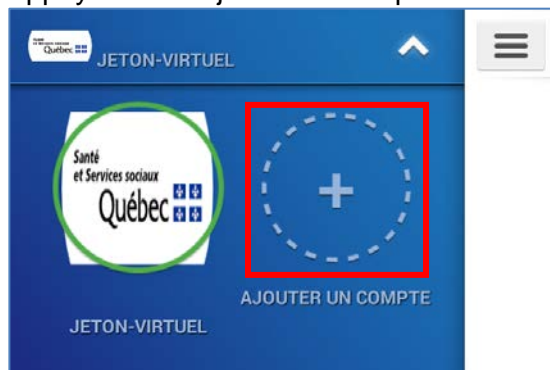 JETON-VIRTUEL
Santé
et Services sociaux
Québec
AJOUTER UN COMPTE
JETON-VIRTUEL